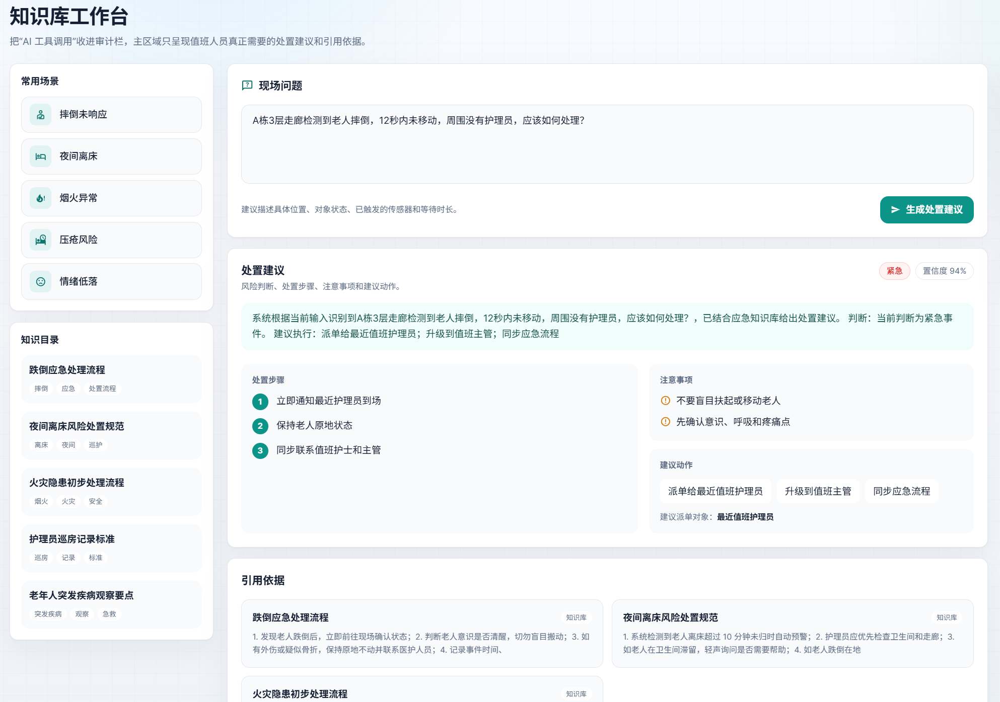 知识库工作台
把“AI 工具调用”收进审计栏，主区域只呈现值班人员真正需要的处置建议和引用依据。
常用场景
摔倒未响应
夜间离床
烟火异常
压疮风险
情绪低落
知识目录
跌倒应急处理流程
摔倒 应急 处置流程
夜间离床风险处置规范
离床 夜间 巡护
火灾隐患初步处理流程
烟火 火灾 安全
护理员巡房记录标准
巡房 记录 标准
老年人突发疾病观察要点
突发疾病 观察 急救
现场问题
A栋3层走廊检测到老人摔倒，12秒内未移动，周围没有护理员，应该如何处理？
建议描述具体位置、对象状态、已触发的传感器和等待时长。
生成处置建议
处置建议
紧急 置信度 94%
风险判断、处置步骤、注意事项和建议动作。
系统根据当前输入识别到A栋3层走廊检测到老人摔倒，12秒内未移动，周围没有护理员，应该如何处理？，已结合应急知识库给出处置建议。 判断：当前判断为紧急事
件。 建议执行：派单给最近值班护理员；升级到值班主管；同步应急流程
处置步骤
1 立即通知最近护理员到场
2 保持老人原地状态
3 同步联系值班护士和主管
注意事项
不要盲目扶起或移动老人
先确认意识、呼吸和疼痛点
建议动作
派单给最近值班护理员 升级到值班主管 同步应急流程
建议派单对象：最近值班护理员
引用依据
跌倒应急处理流程 知识库
1. 发现老人跌倒后，立即前往现场确认状态；2. 判断老人意识是否清醒，切勿盲目搬动；3. 如
有外伤或疑似骨折，保持原地不动并联系医护人员；4. 记录事件时间、
夜间离床风险处置规范 知识库
1. 系统检测到老人离床超过 10 分钟未归时自动预警；2. 护理员应优先检查卫生间和走廊；3.
如老人在卫生间滞留，轻声询问是否需要帮助；4. 如老人跌倒在地
火灾隐患初步处理流程 知识库